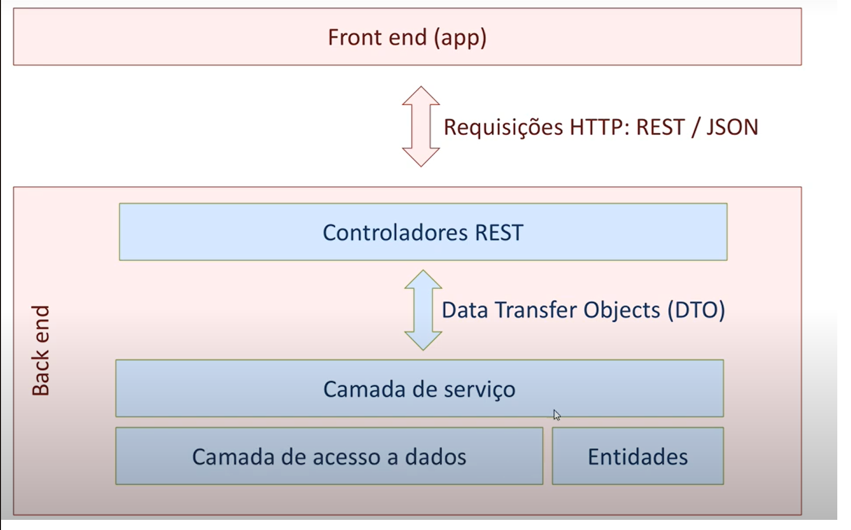 Front end (app)
Requisições HTTP: REST / JSON
Controladores REST
Data Transfer Objects (DTO)
Back end
Camada de serviço
Camada de acesso a dados
Entidades